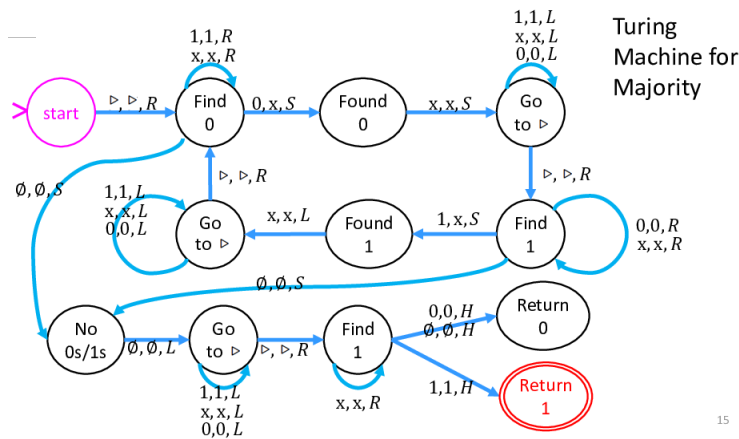 Turing
Machine for
Majority
start
▷, ▷, R
1,1, R
x, x, R
Find
0
0, x, S
Found
0
x, x, S
1,1, L
x, x, L
0,0, L
Go
to ▷
▷, ▷, R
▷, ▷, R
∅, ∅, S
1,1, L
x, x, L
0,0, L
Go
to ▷
x, x, L
Found
1
1, x, S
Find
1
0,0, R
x, x, R
∅, ∅, S
No
0s/1s
∅, ∅, L
Go
to ▷
▷, ▷, R
Find
1
0,0, H
∅, ∅, H
Return
0
1,1, H
Return
1
1,1, L
x, x, L
0,0, L
x, x, R
15